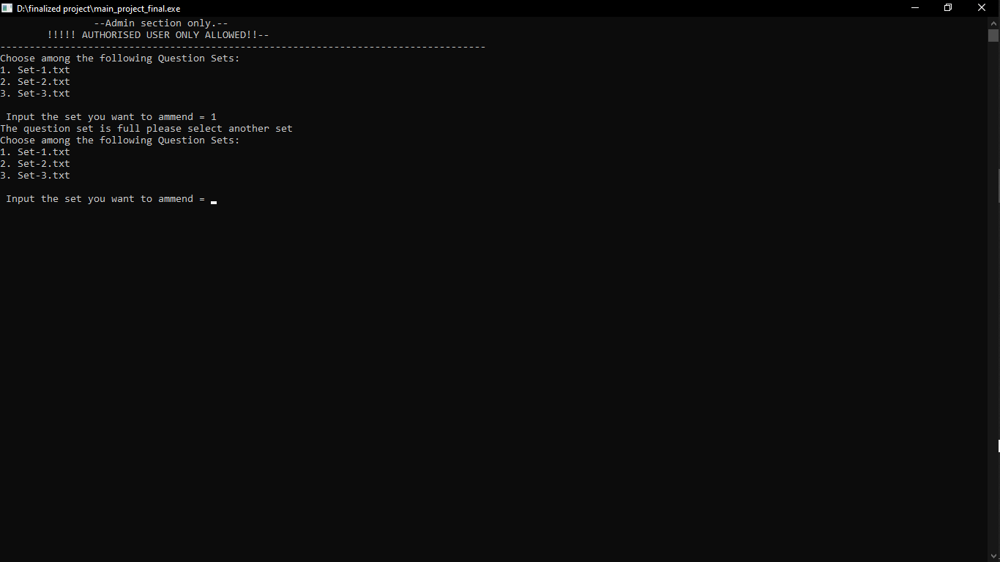 D:\finalized project\main_project_final.exe
--Admin section only.--
!!!!! AUTHORISED USER ONLY ALLOWED!!--
-----------------------------------------------------------------------------------
Choose among the following Question Sets:
1. Set-1.txt
2. Set-2.txt
3. Set-3.txt
Input the set you want to ammend = 1
The question set is full please select another set
Choose among the following Question Sets:
1. Set-1.txt
2. Set-2.txt
3. Set-3.txt
Input the set you want to ammend =